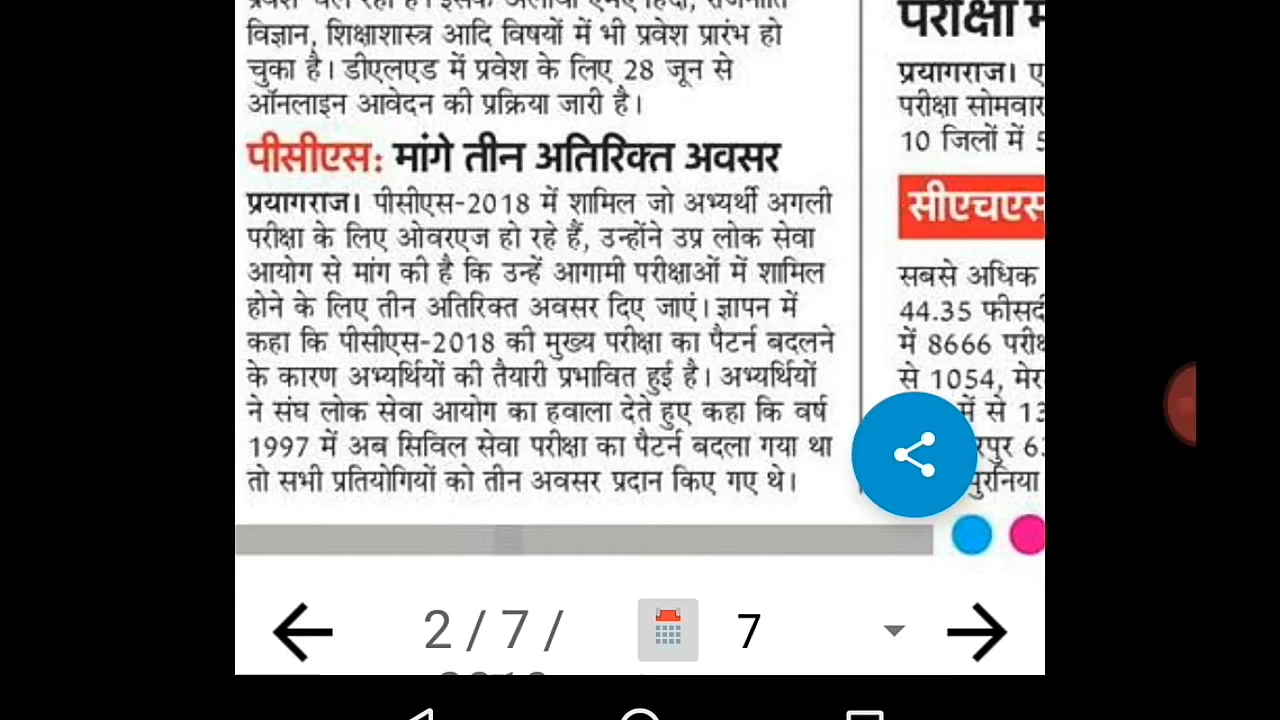 विज्ञान, शिक्षाशास्त्र आदि विषयों में भी प्रवेश प्रारंभ हो
चुका है। डीएलएड में प्रवेश के लिए 28 जून से
ऑनलाइन आवेदन की प्रक्रिया जारी है।
पीसीएस: मांगे तीन अतिरिक्त अवसर
प्रयागराज। पीसीएस-2018 में शामिल जो अभ्यर्थी अगली
परीक्षा के लिए ओवरएज हो रहे हैं, उन्होंने उप्र लोक सेवा
आयोग से मांग की है कि उन्हें आगामी परीक्षाओं में शामिल
होने के लिए तीन अतिरिक्त अवसर दिए जाएं। ज्ञापन में
कहा कि पीसीएस-2018 की मुख्य परीक्षा का पैटर्न बदलने
के कारण अभ्यर्थियों की तैयारी प्रभावित हुई है। अभ्यर्थियों
ने संघ लोक सेवा आयोग का हवाला देते हुए कहा कि वर्ष
1997 में अब सिविल सेवा परीक्षा का पैटर्न बदला गया था
तो सभी प्रतियोगियों को तीन अवसर प्रदान किए गए थे।
परीक्षा
प्रयागराज।
परीक्षा सोमवार
10 जिलों में
सीएचएस
सबसे अधिक
44.35 फीसदी
में 8666
से 1054,
में से
2 / 7 /
7